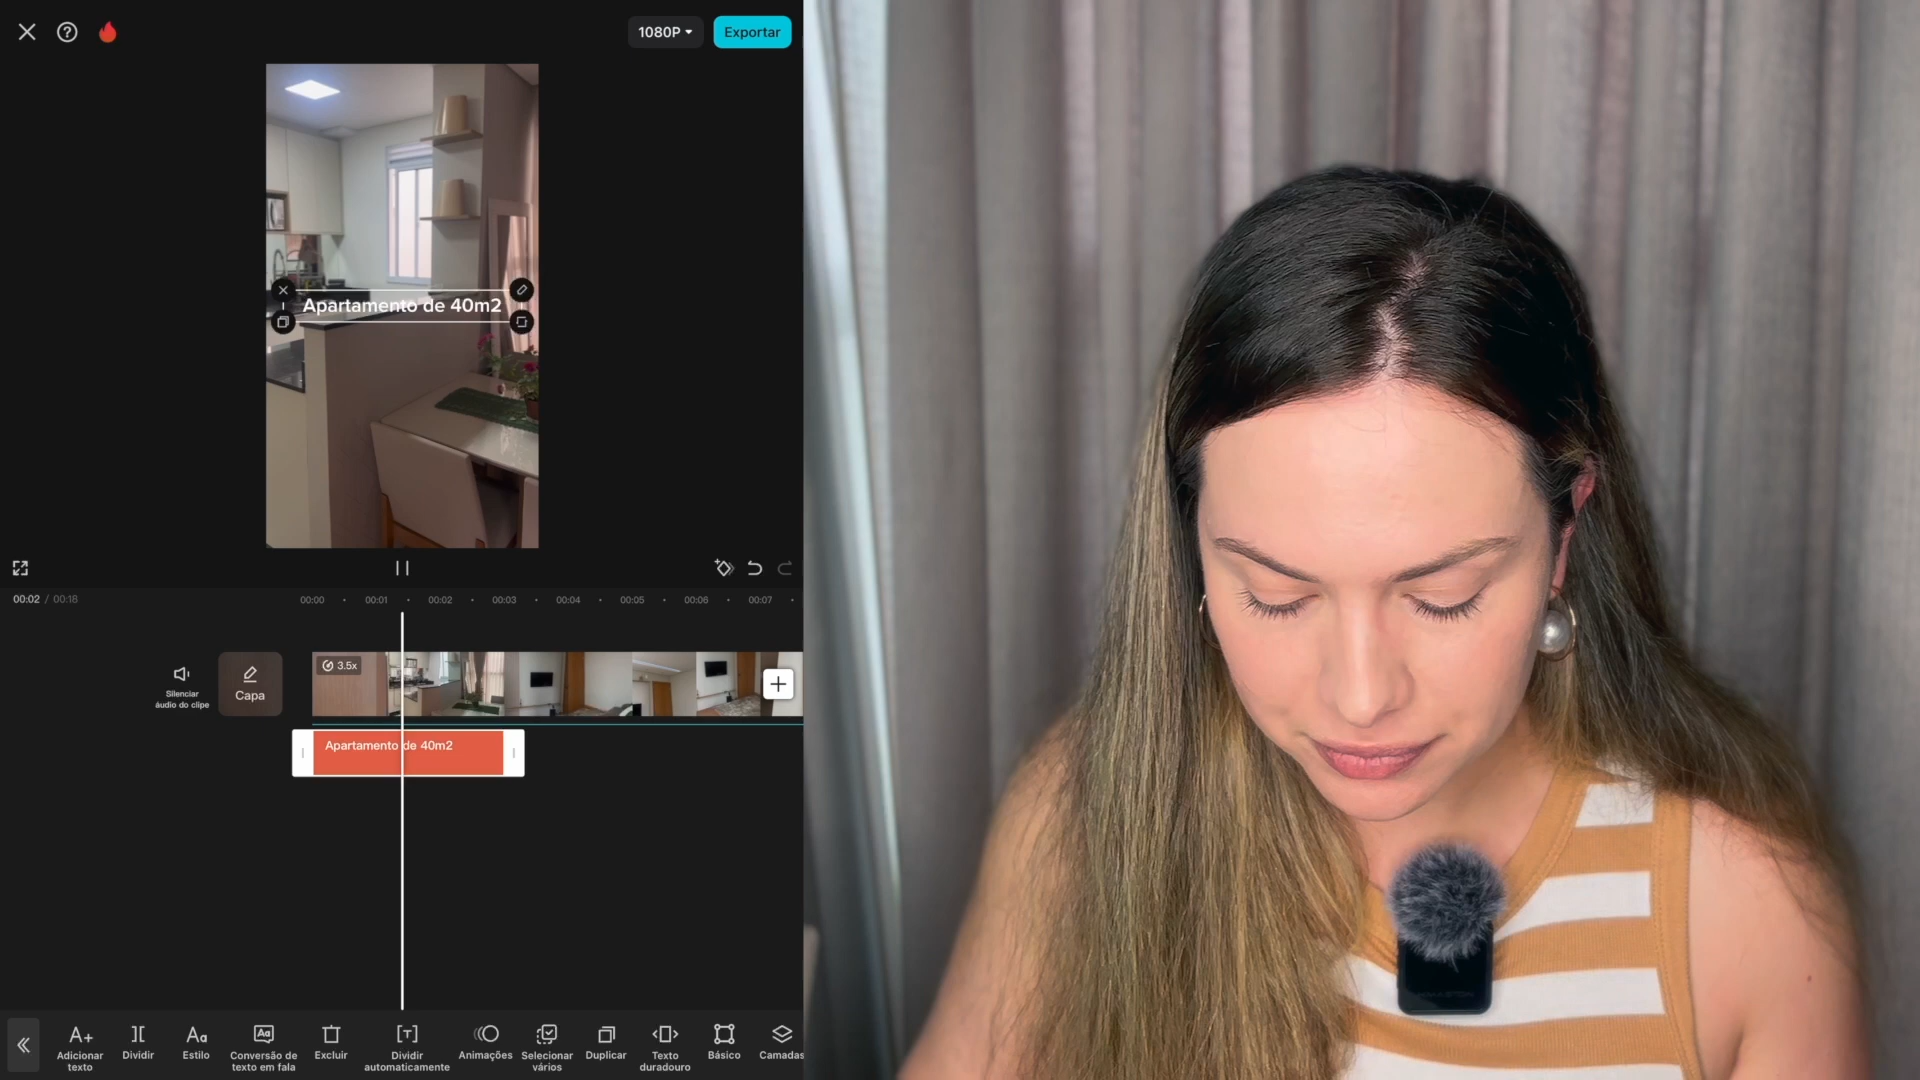 1080P
Exportar
Apartamento de 40m2
00:02 / 00:18
00:00
00:01
00:02
00:03
00:04
00:05
00:06
00:07
3.5x
Silenciar
áudio do clipe
Capa
Apartamento de 40m2
A+
Adicionar
texto
Dividir
Aa
Estilo
Ag
Conversão de
texto em fala
Excluir
[T]
Dividir
automaticamente
Animações
Selecionar
vários
Duplicar
Texto
duradouro
Básico
Camadas